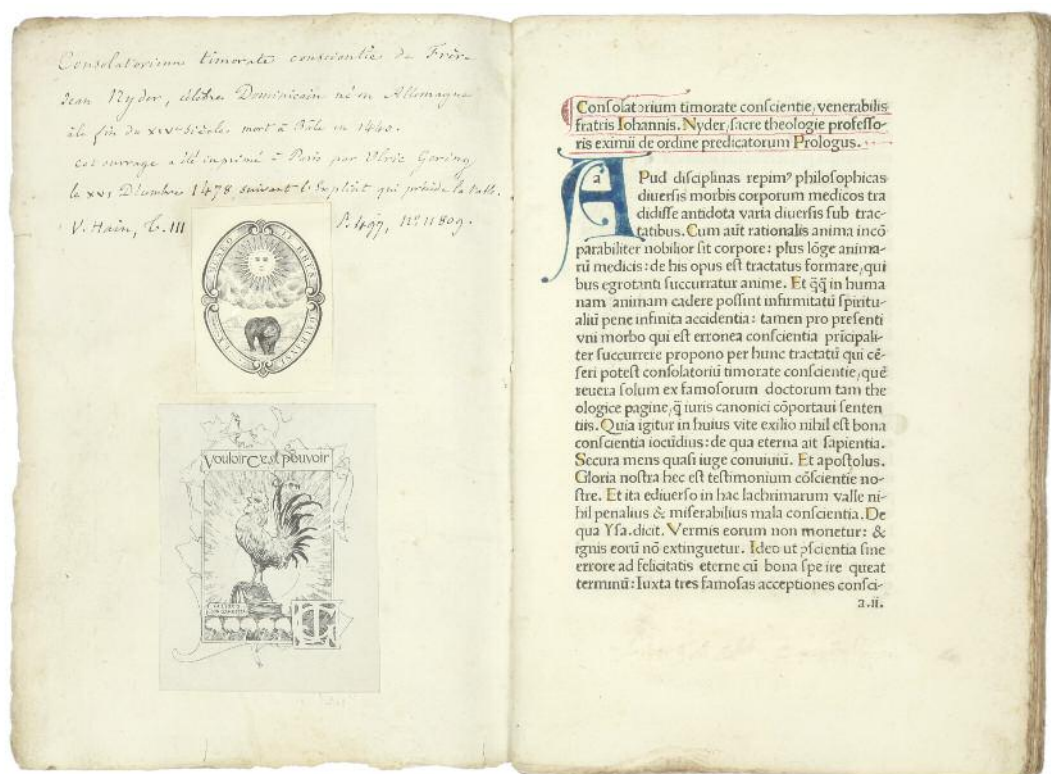 Consolatorium timorate conscientie de Frère
Jean Nyder, célèbre Dominicain né en Allemagne
à la fin du XIVe Siècle, mort à Bâle en 1440.
cet ouvrage a été imprimé à Paris par Ulric Gering
le XVI Décembre 1478, suivant l'Explicit qui précède la table.
V. Hain, t. III P. 497, no 11809.
Vouloir C'est pouvoir
Conſolatorium timorate conſcientie, venerabilis
fratris Iohannis. Nyder, ſacre theologie profeſſo-
ris eximii de ordine predicatorum Prologus.
a
APud diſciplinas repim⁹ philoſophicas
diuerſis morbis corporum medicos tra
didiſſe antidota varia diuerſis ſub trac-
tatibus. Cum aūt rationalis anima incō
parabiliter nobilior ſit corpore: plus lōge anima-
rū medicis: de his opus eſt tractatus formare, qui
bus egrotanti ſuccurratur anime. Et q̄q̄ in huma
nam animam cadere poſſint infirmitatū ſpiritu-
aliū pene infinita accidentia: tamen pro preſenti
vni morbo qui eſt erronea conſcientia prīcipali-
ter ſuccurrere propono per hunc tractatū qui cē-
ſeri poteſt conſolatoriū timorate conſcientie, quē
reuera ſolum ex famoſorum doctorum tam the
ologice pagine, q̄ iuris canonici cōportaui ſenten
tiis. Quia igitur in huius vite exilio nihil eſt bona
conſcientia iocūdius: de qua eterna ait ſapientia.
Secura mens quaſi iuge conuiuiū. Et apoſtolus.
Gloria noſtra hec eſt teſtimonium cōſcientie no-
ſtre. Et ita ediuerſo in hac lachrimarum valle ni-
hil penalius & miſerabilius mala conſcientia. De
qua Yſa. dicit. Vermis eorum non monetur: &
ignis eorū nō extinguetur. Ideo ut ꝯſcientia ſine
errore ad felicitatis eterne cū bona ſpe ire queat
terminū: Iuxta tres famoſas acceptiones conſci-
a.ii.